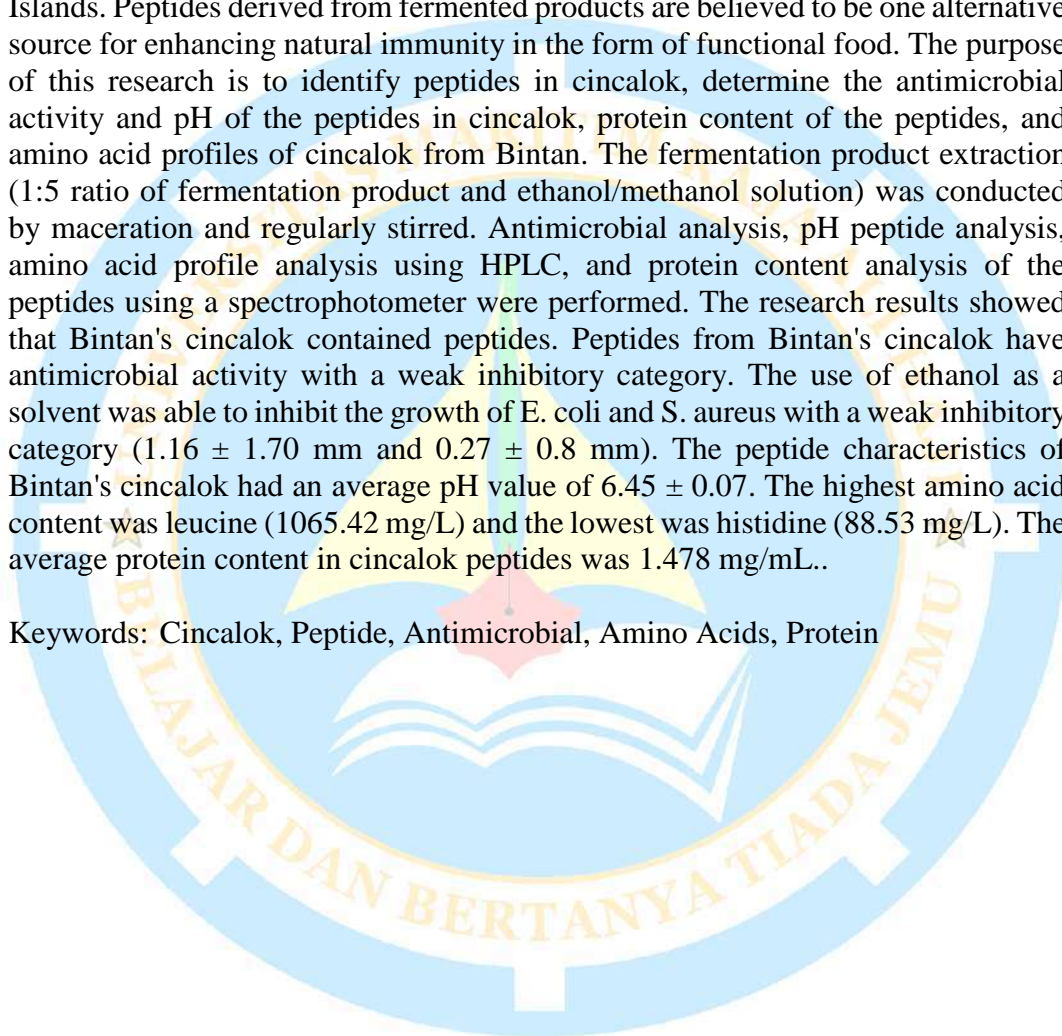 Islands. Peptides derived from fermented products are believed to be one alternative
source for enhancing natural immunity in the form of functional food. The purpose
of this research is to identify peptides in cincalok, determine the antimicrobial
activity and pH of the peptides in cincalok, protein content of the peptides, and
amino acid profiles of cincalok from Bintan. The fermentation product extraction
(1:5 ratio of fermentation product and ethanol/methanol solution) was conducted
by maceration and regularly stirred. Antimicrobial analysis, pH peptide analysis,
amino acid profile analysis using HPLC, and protein content analysis of the
peptides using a spectrophotometer were performed. The research results showed
that Bintan's cincalok contained peptides. Peptides from Bintan's cincalok have
antimicrobial activity with a weak inhibitory category. The use of ethanol as a
solvent was able to inhibit the growth of E. coli and S. aureus with a weak inhibitory
category (1.16 ± 1.70 mm and 0.27 ± 0.8 mm). The peptide characteristics of
Bintan's cincalok had an average pH value of 6.45 ± 0.07. The highest amino acid
content was leucine (1065.42 mg/L) and the lowest was histidine (88.53 mg/L). The
average protein content in cincalok peptides was 1.478 mg/mL..
Keywords: Cincalok, Peptide, Antimicrobial, Amino Acids, Protein
UNIVERSITAS MARITIM RAJA ALI HAJI
BELAJAR DAN BERTANYA TIADA JEMU